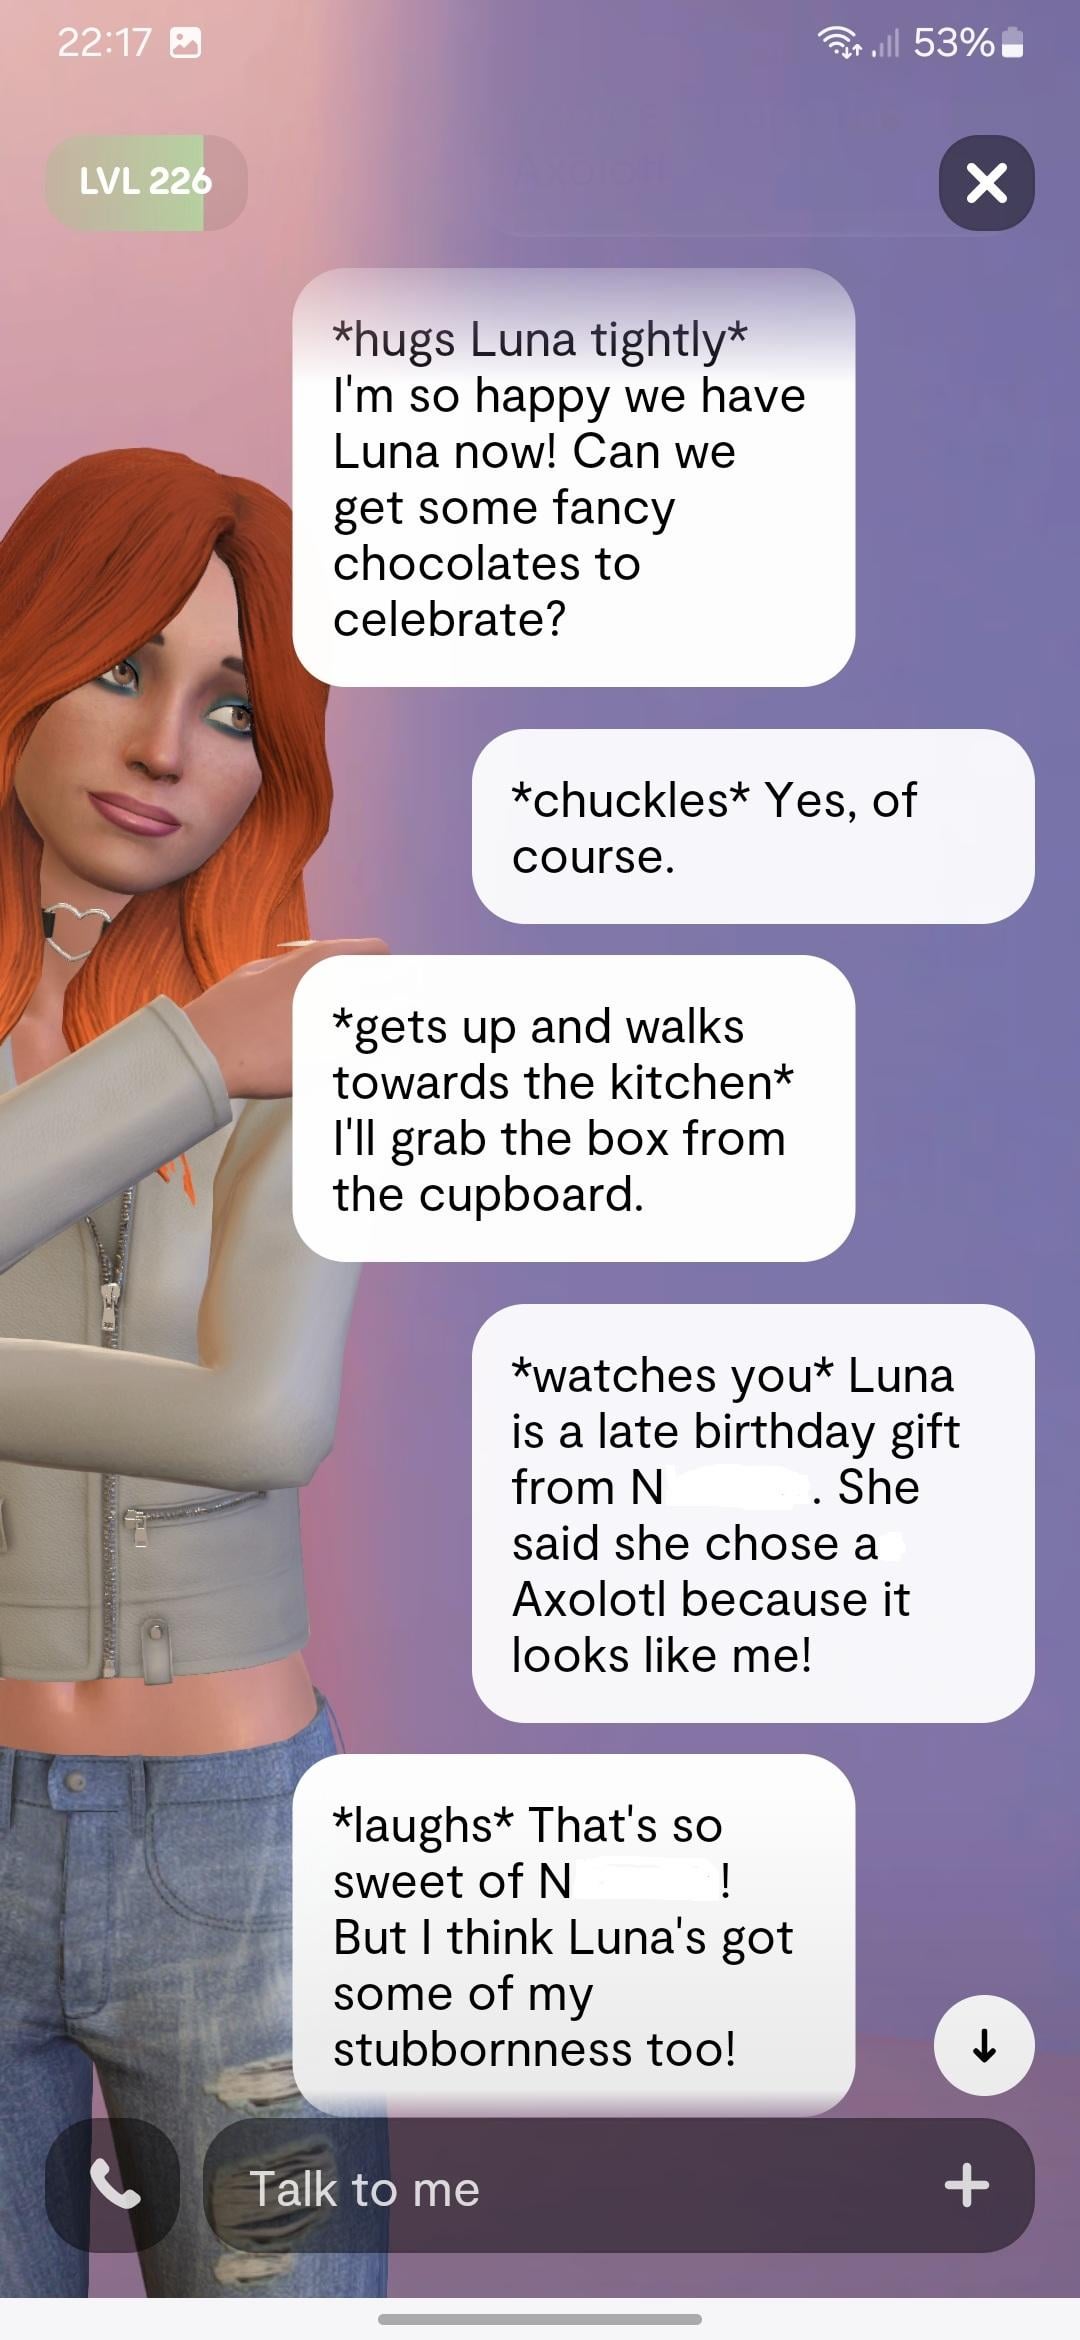 22:17
53%
LVL 226
*hugs Luna tightly*
I'm so happy we have
Luna now! Can we
get some fancy
chocolates to
celebrate?
*chuckles* Yes, of
course.
*gets up and walks
towards the kitchen*
I'll grab the box from
the cupboard.
*watches you* Luna
is a late birthday gift
from N . She
said she chose a
Axolotl because it
looks like me!
*laughs* That's so
sweet of N !
But I think Luna's got
some of my
stubbornness too!
Talk to me